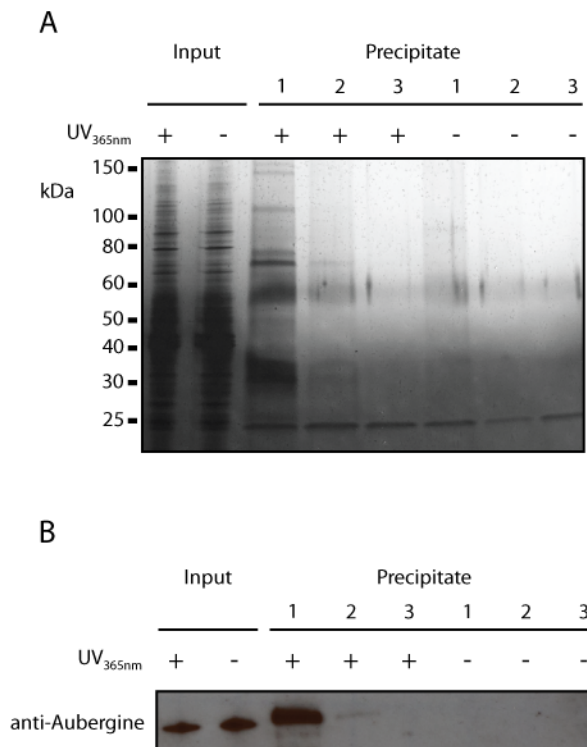 A
Input Precipitate
1 2 3 1 2 3
UV365nm + - + + + - - -
kDa
150
100
80
60
50
40
30
25
B
Input Precipitate
1 2 3 1 2 3
UV365nm + - + + + - - -
anti-Aubergine